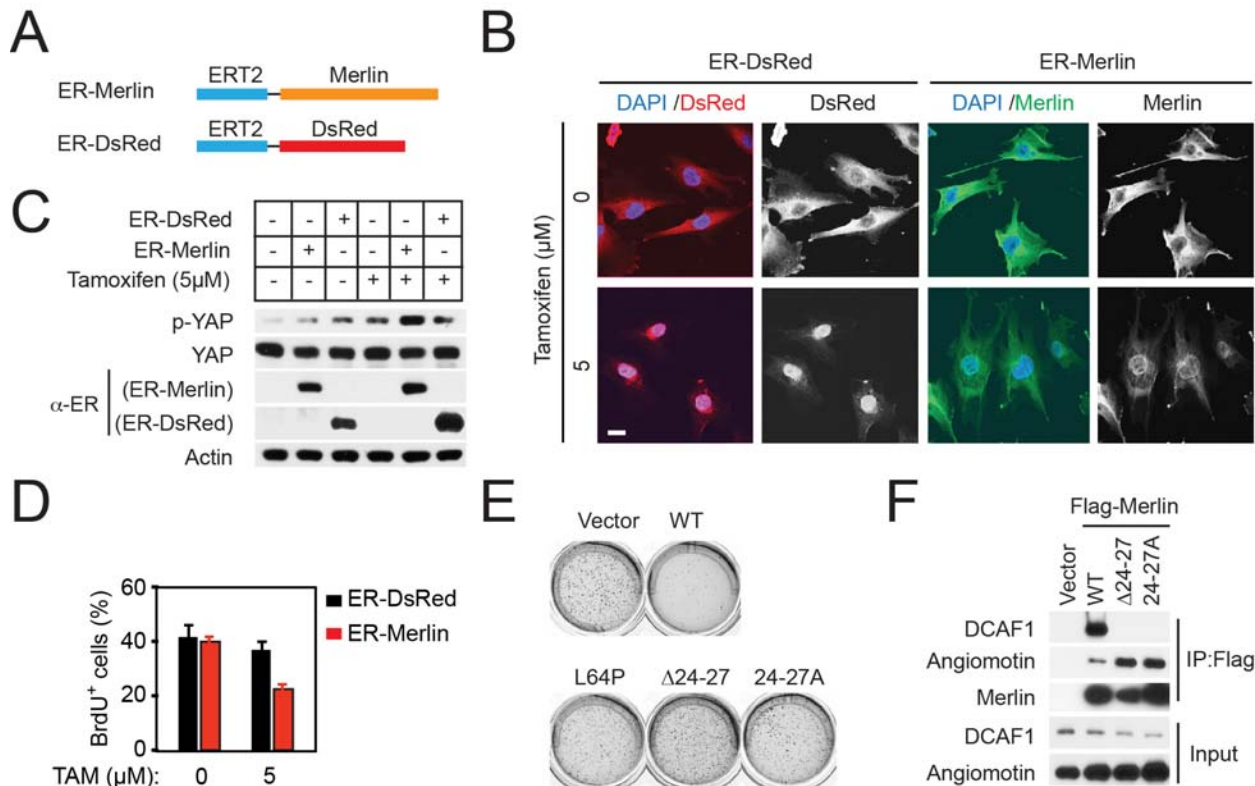 A
ERT2 Merlin
ER-Merlin
ERT2 DsRed
ER-DsRed
B
ER-DsRed ER-Merlin
DAPI /DsRed DsRed DAPI /Merlin Merlin
Tamoxifen (μM)
0
5
C
ER-DsRed - - + - - +
ER-Merlin - + - - + -
Tamoxifen (5μM) - - - + + +
p-YAP
YAP
α-ER
(ER-Merlin)
(ER-DsRed)
Actin
D
BrdU⁺ cells (%)
60
40
20
0
ER-DsRed
ER-Merlin
TAM (μM): 0 5
E
Vector WT
L64P Δ24-27 24-27A
F
Flag-Merlin
Vector
WT
Δ24-27
24-27A
DCAF1
Angiomotin
Merlin
IP:Flag
DCAF1
Angiomotin
Input